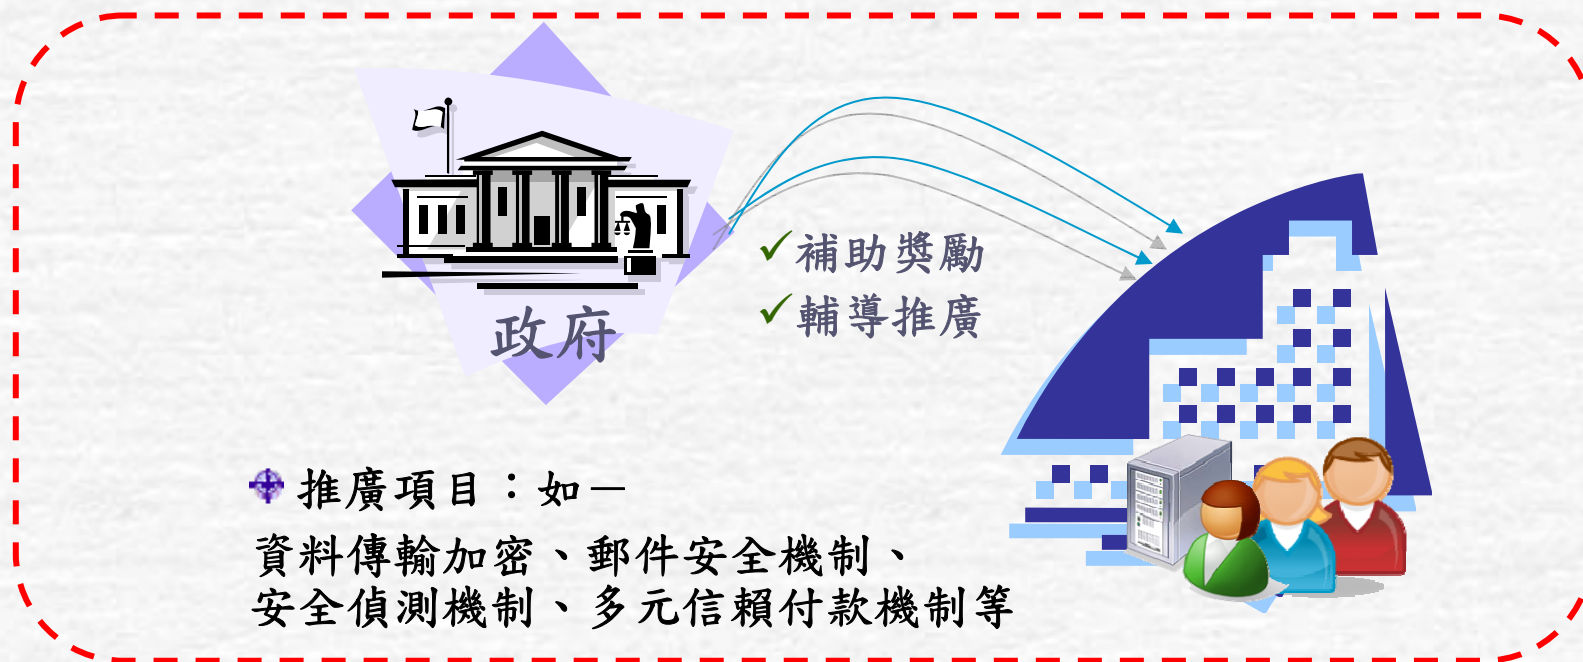 政府
補助獎勵
輔導推廣
推廣項目：如－
資料傳輸加密、郵件安全機制、
安全偵測機制、多元信賴付款機制等